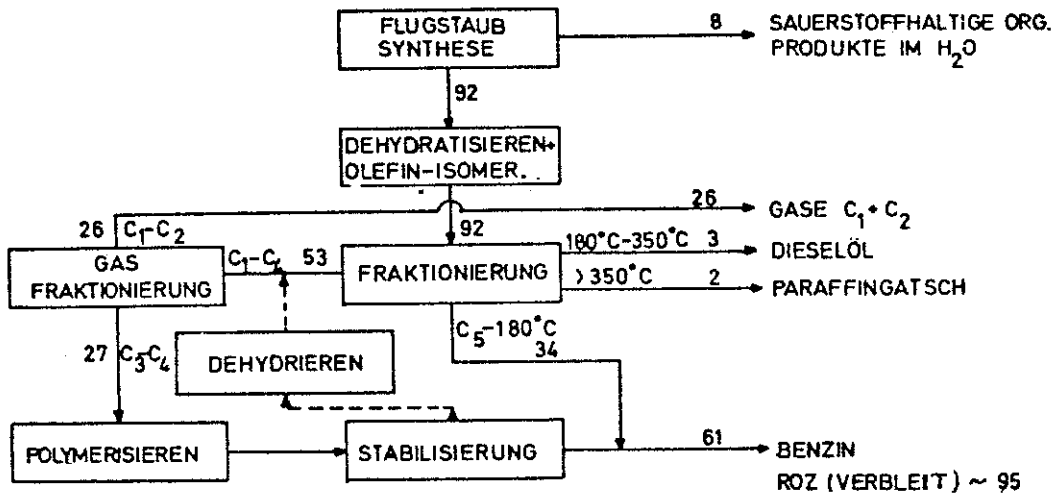 FLUGSTAUB
SYNTHESE
8
SAUERSTOFFHALTIGE ORG.
PRODUKTE IM H₂O
92
DEHYDRATISIEREN+
OLEFIN-ISOMER.
26
C₁-C₂
92
26
GASE C₁+C₂
GAS
FRAKTIONIERUNG
C₁-C₄
53
FRAKTIONIERUNG
180°C-350°C
3
DIESELÖL
>350°C
2
PARAFFINGATSCH
27
C₃-C₄
DEHYDRIEREN
C₅-180°C
34
POLYMERISIEREN
STABILISIERUNG
61
BENZIN
ROZ (VERBLEIT) ~ 95